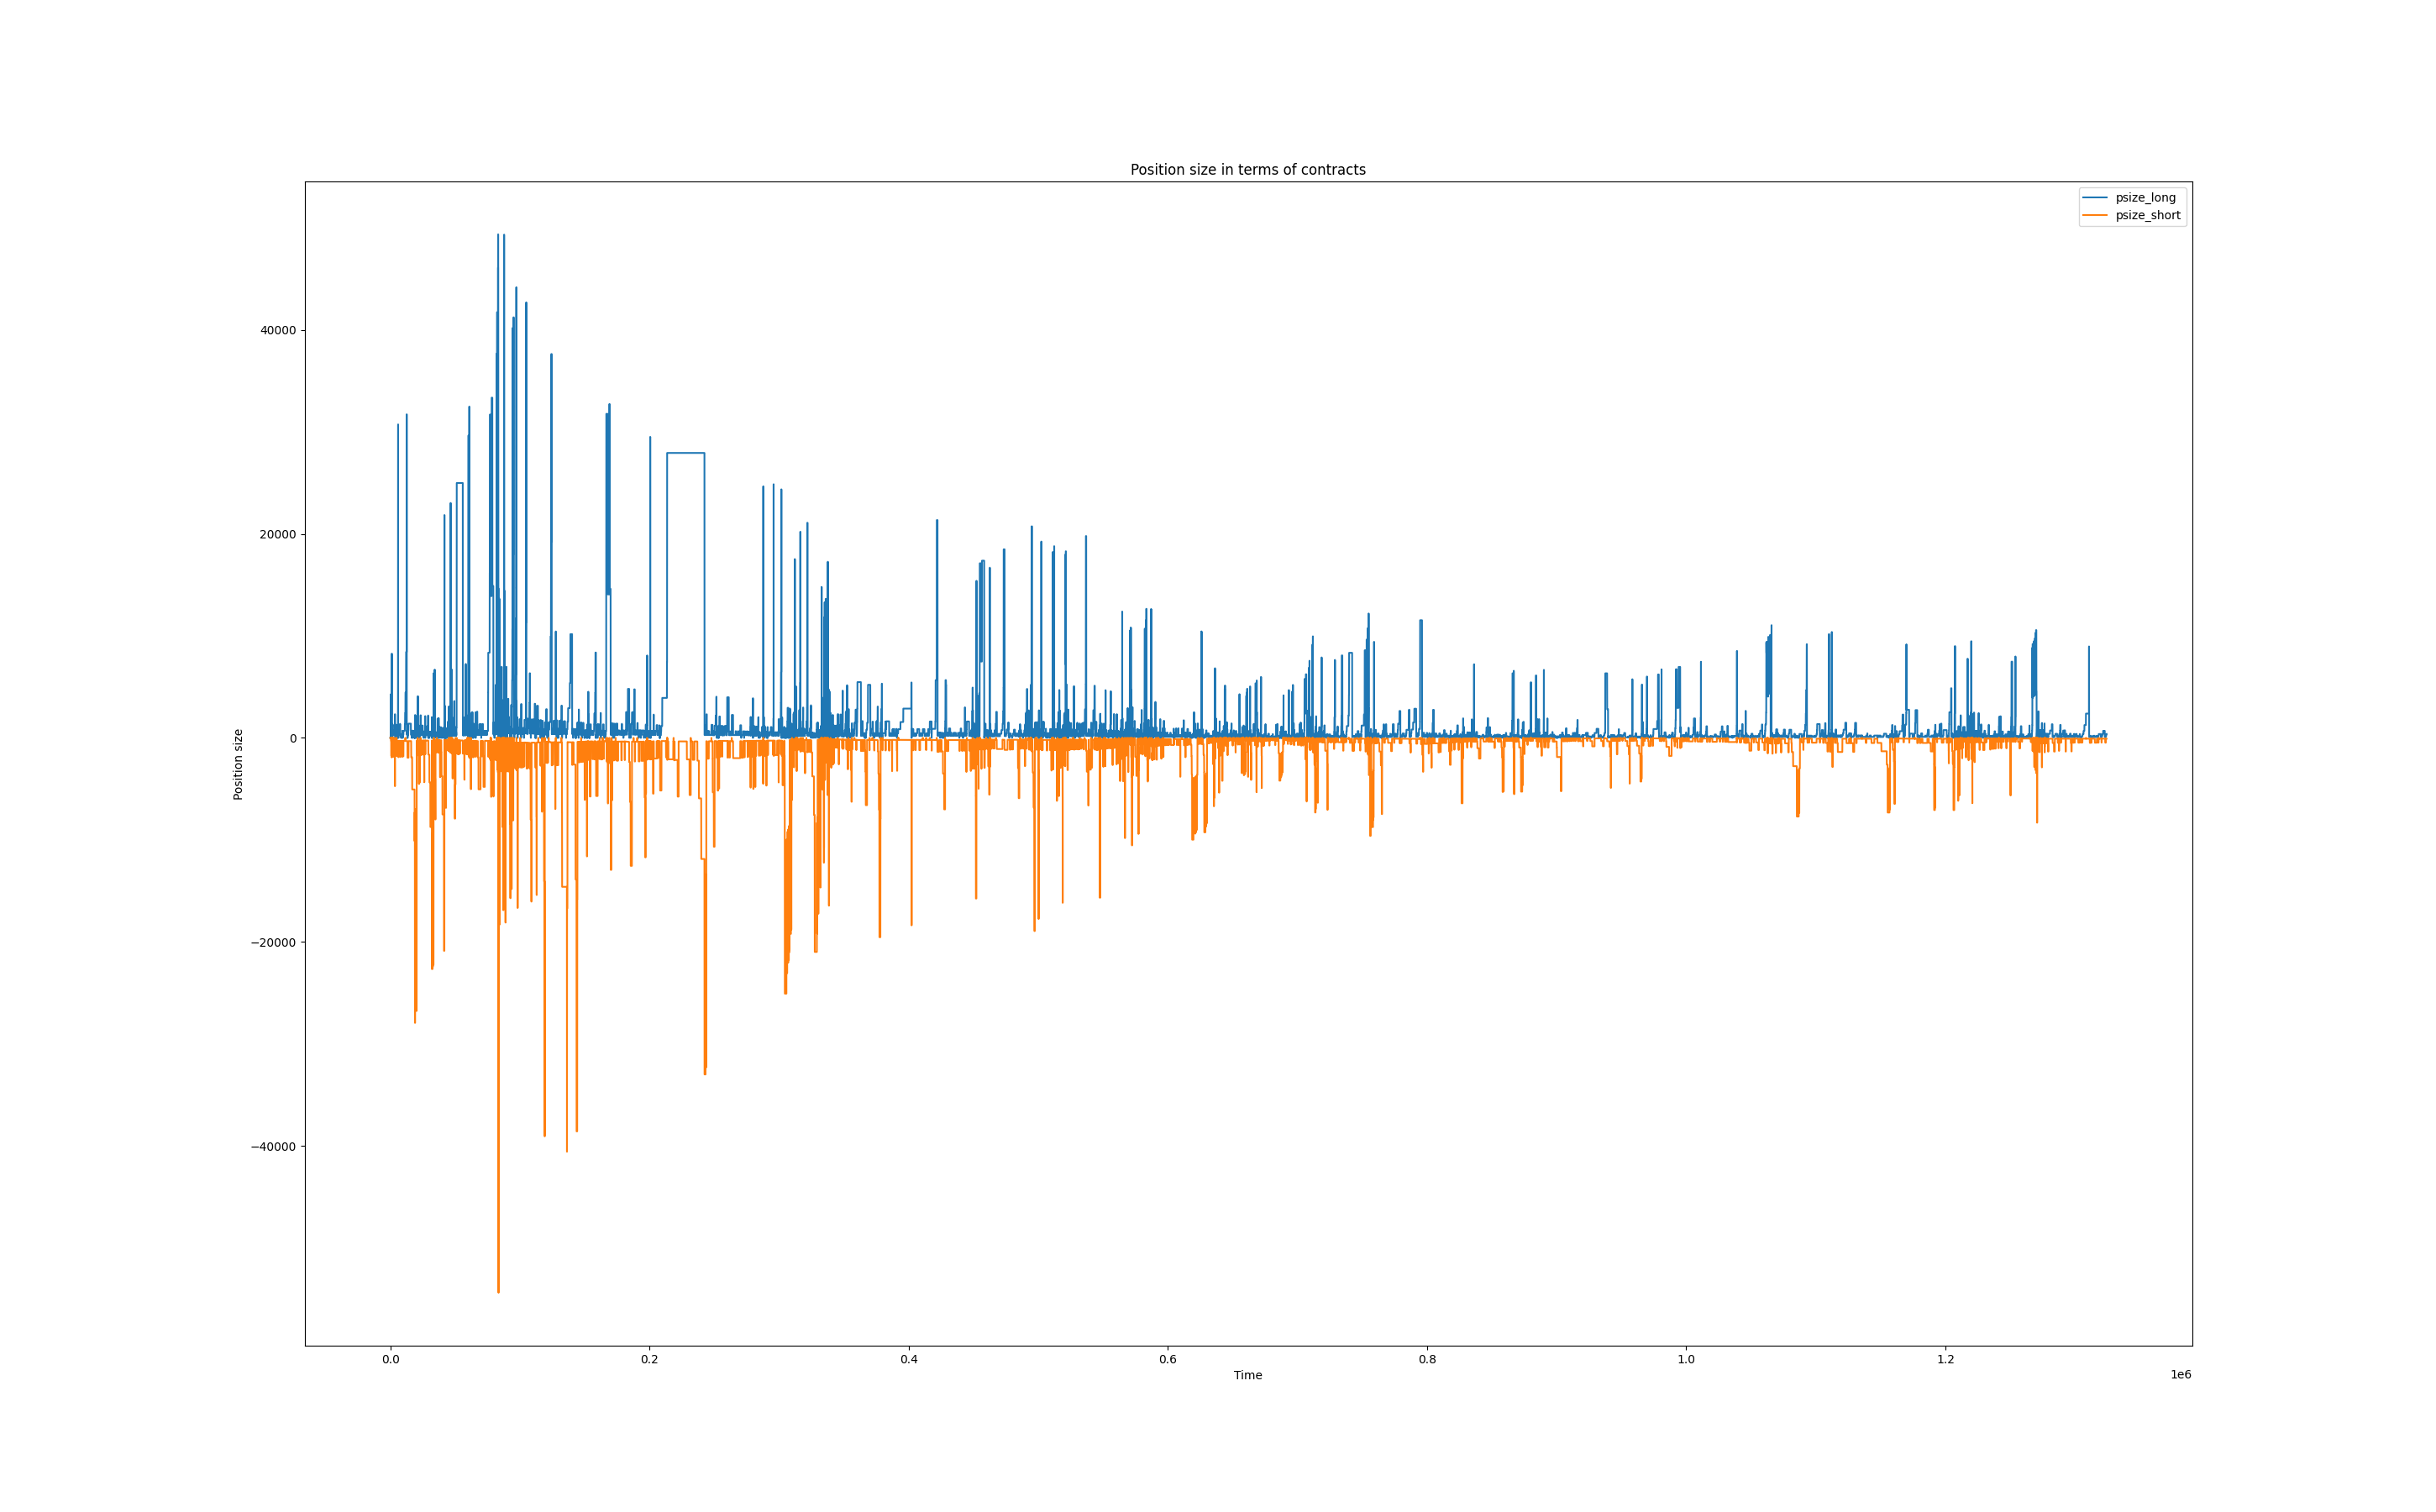 Position size in terms of contracts
psize_long
psize_short
Position size
40000
20000
0
−20000
−40000
0.0
0.2
0.4
0.6
0.8
1.0
1.2
1e6
Time